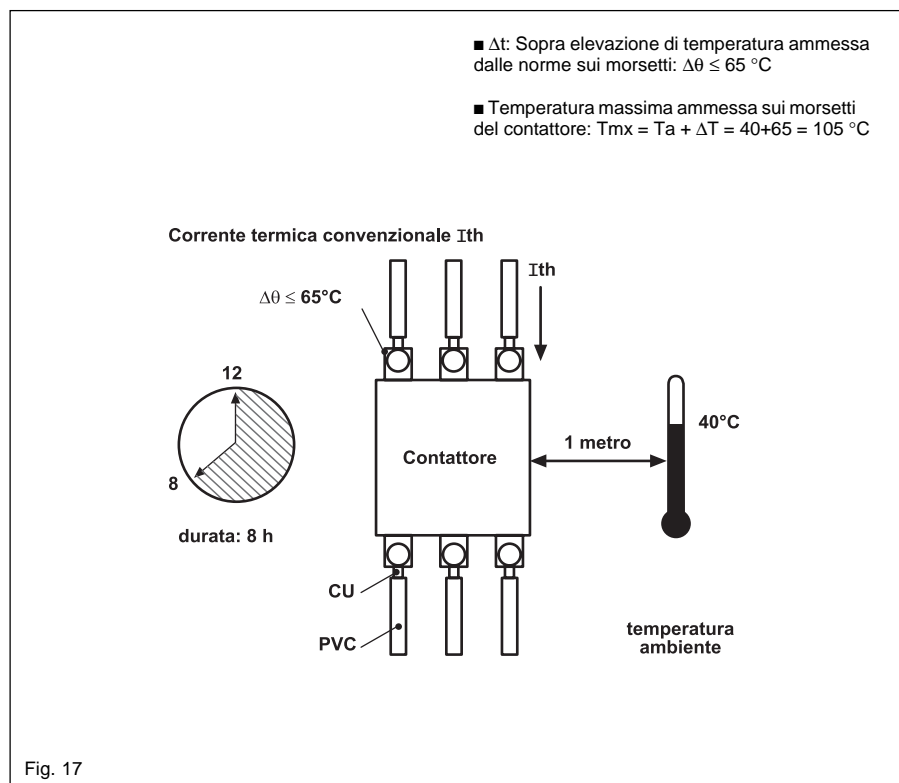 ■ Δt: Sopra elevazione di temperatura ammessa
dalle norme sui morsetti: Δθ ≤ 65 °C
■ Temperatura massima ammessa sui morsetti
del contattore: Tmx = Ta + ΔT = 40+65 = 105 °C
Corrente termica convenzionale Ith
Ith
Δθ ≤ 65°C
12
40°C
1 metro
Contattore
8
durata: 8 h
CU
PVC
temperatura
ambiente
Fig. 17